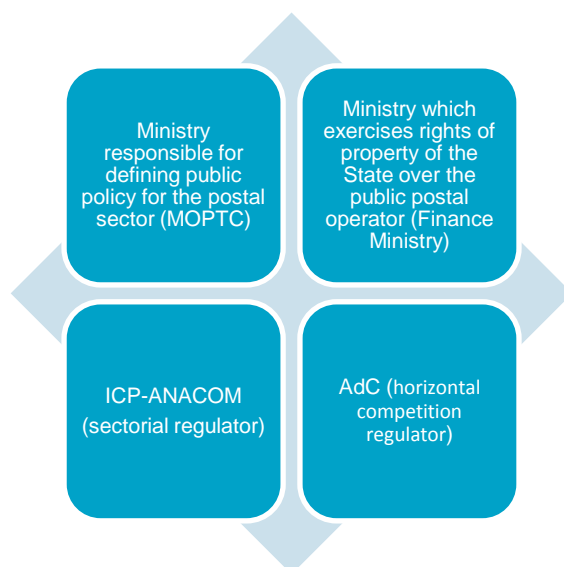 Ministry
responsible for
defining public
policy for the postal
sector (MOPTC)
Ministry which
exercises rights of
property of the
State over the
public postal
operator (Finance
Ministry)
ICP-ANACOM
(sectorial regulator)
AdC (horizontal
competition
regulator)